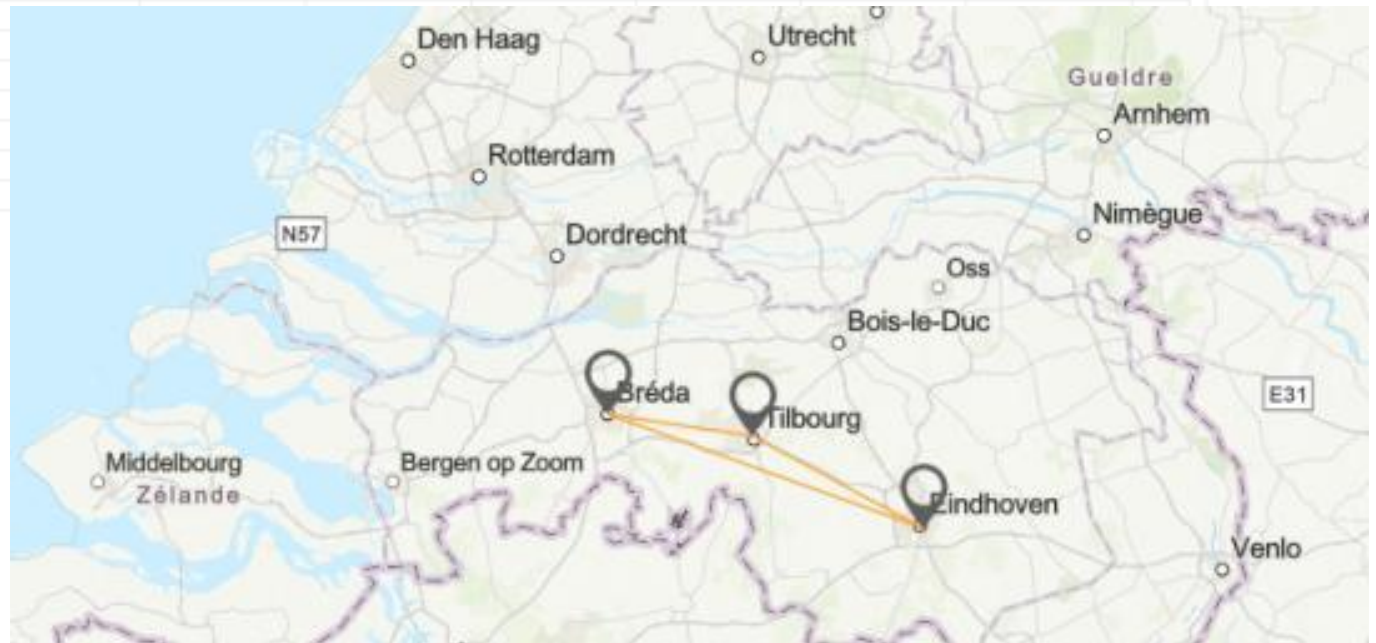 Den Haag
Utrecht
Gueldre
Arnhem
Rotterdam
Nimègue
N57
Dordrecht
Oss
Bois-le-Duc
Bréda
E31
Tilbourg
Middelbourg
Bergen op Zoom
Zélande
Eindhoven
Venlo